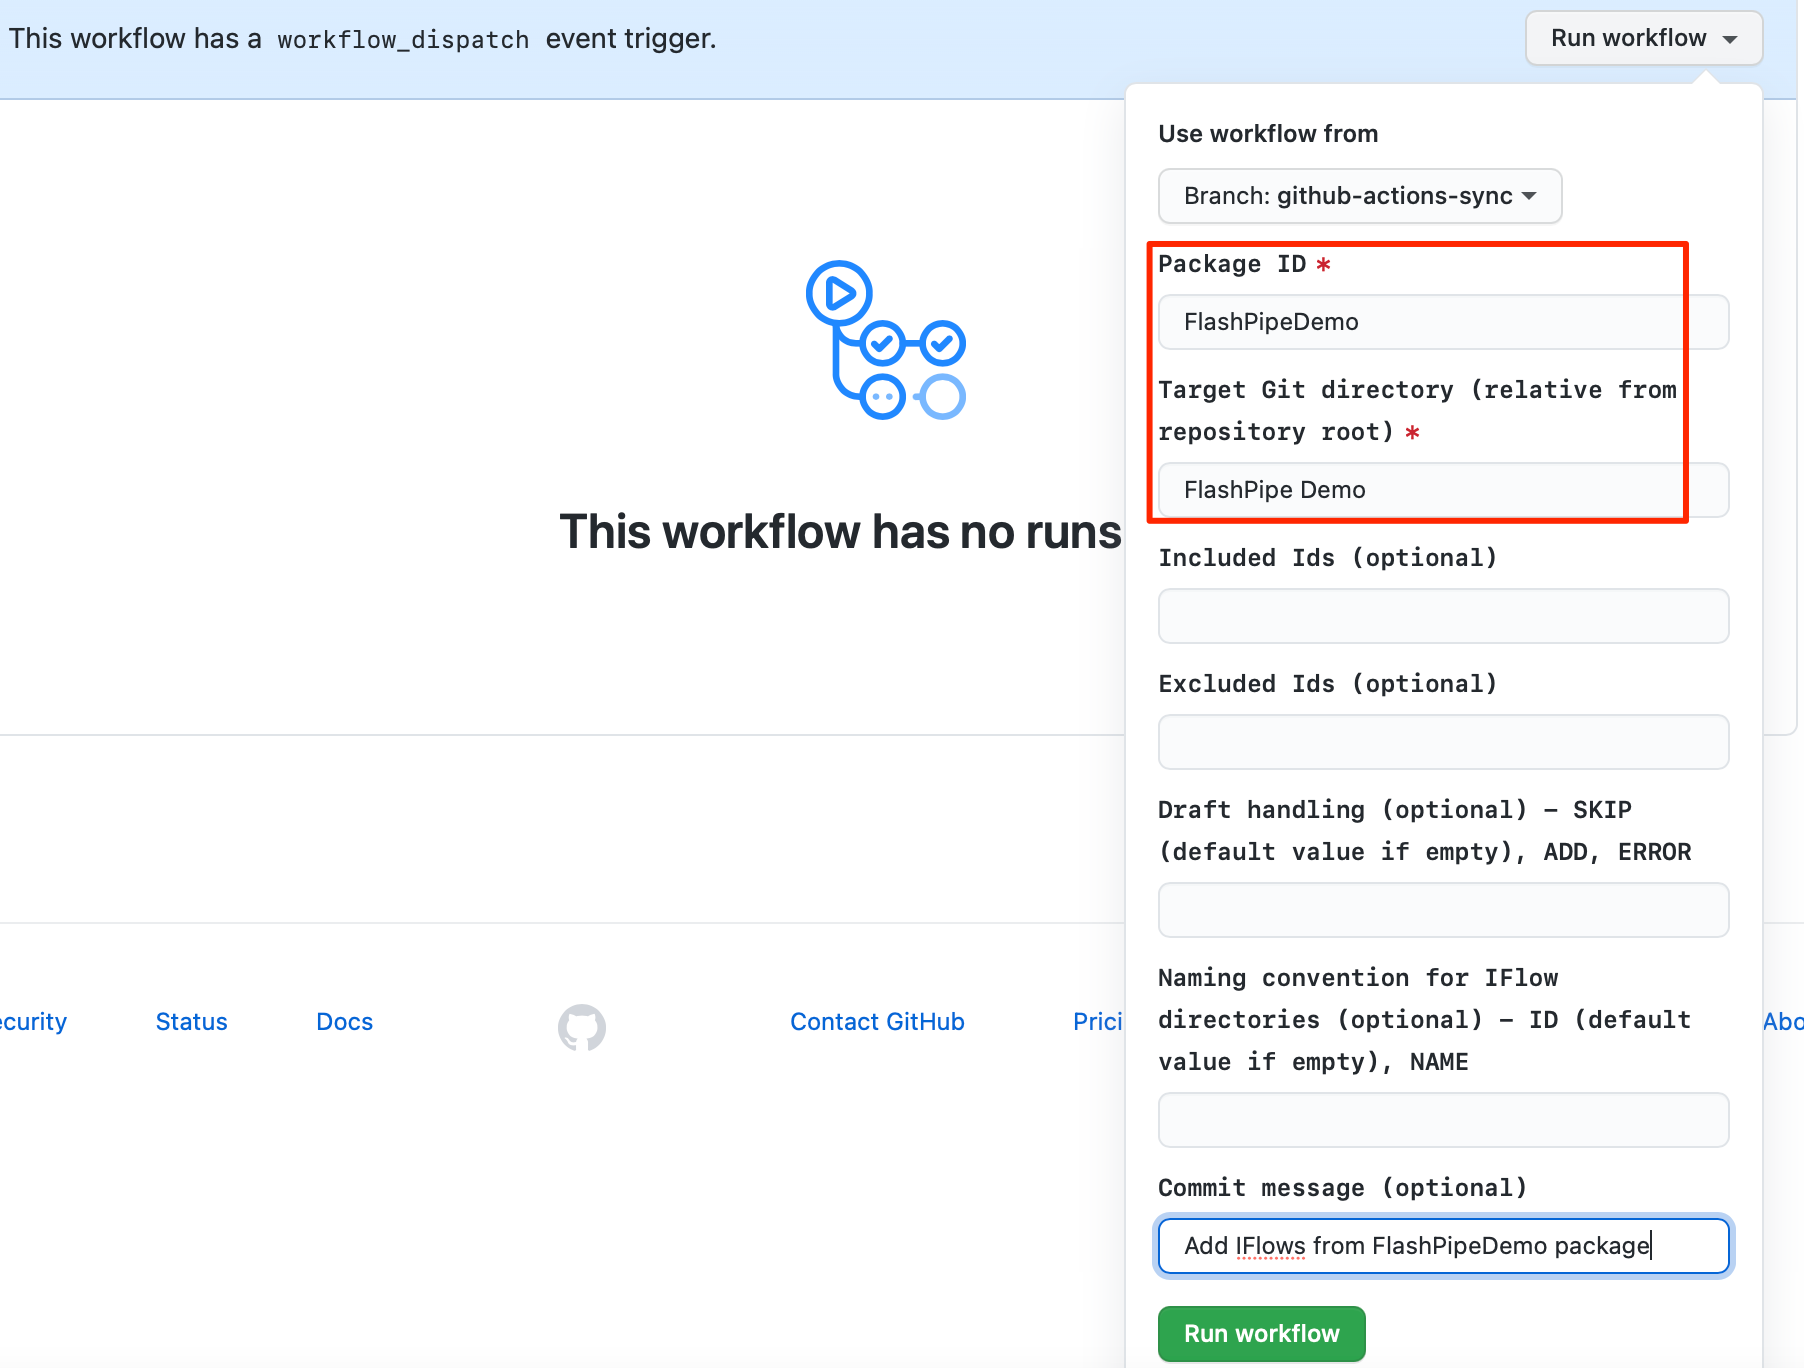 This workflow has a workflow_dispatch event trigger.
Run workflow
Use workflow from
Branch: github-actions-sync
Package ID *
FlashPipeDemo
Target Git directory (relative from
repository root) *
FlashPipe Demo
This workflow has no runs
Included Ids (optional)
Excluded Ids (optional)
Draft handling (optional) – SKIP
(default value if empty), ADD, ERROR
Naming convention for IFlow
directories (optional) – ID (default
value if empty), NAME
Commit message (optional)
Add IFlows from FlashPipeDemo package
Run workflow
ecurity Status Docs Contact GitHub Prici Abo